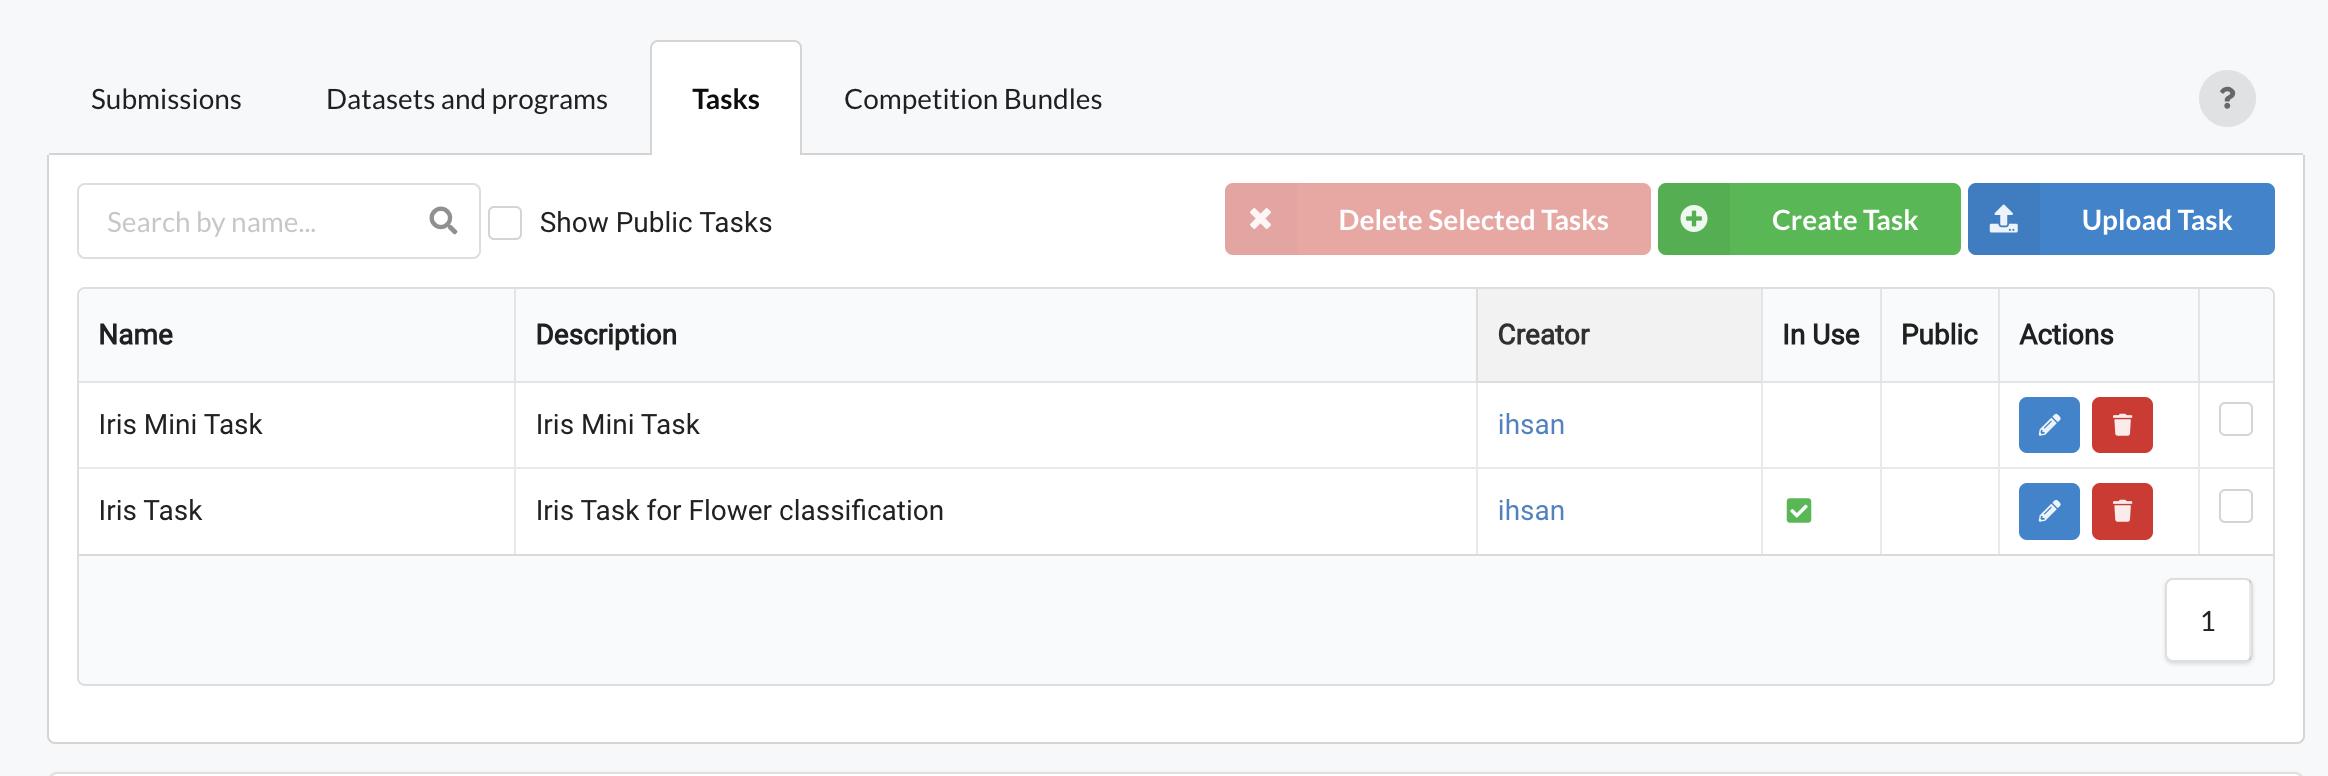 Submissions Datasets and programs Tasks Competition Bundles ?
Search by name... Show Public Tasks Delete Selected Tasks Create Task Upload Task
Name Description Creator In Use Public Actions
Iris Mini Task Iris Mini Task ihsan
Iris Task Iris Task for Flower classification ihsan
1